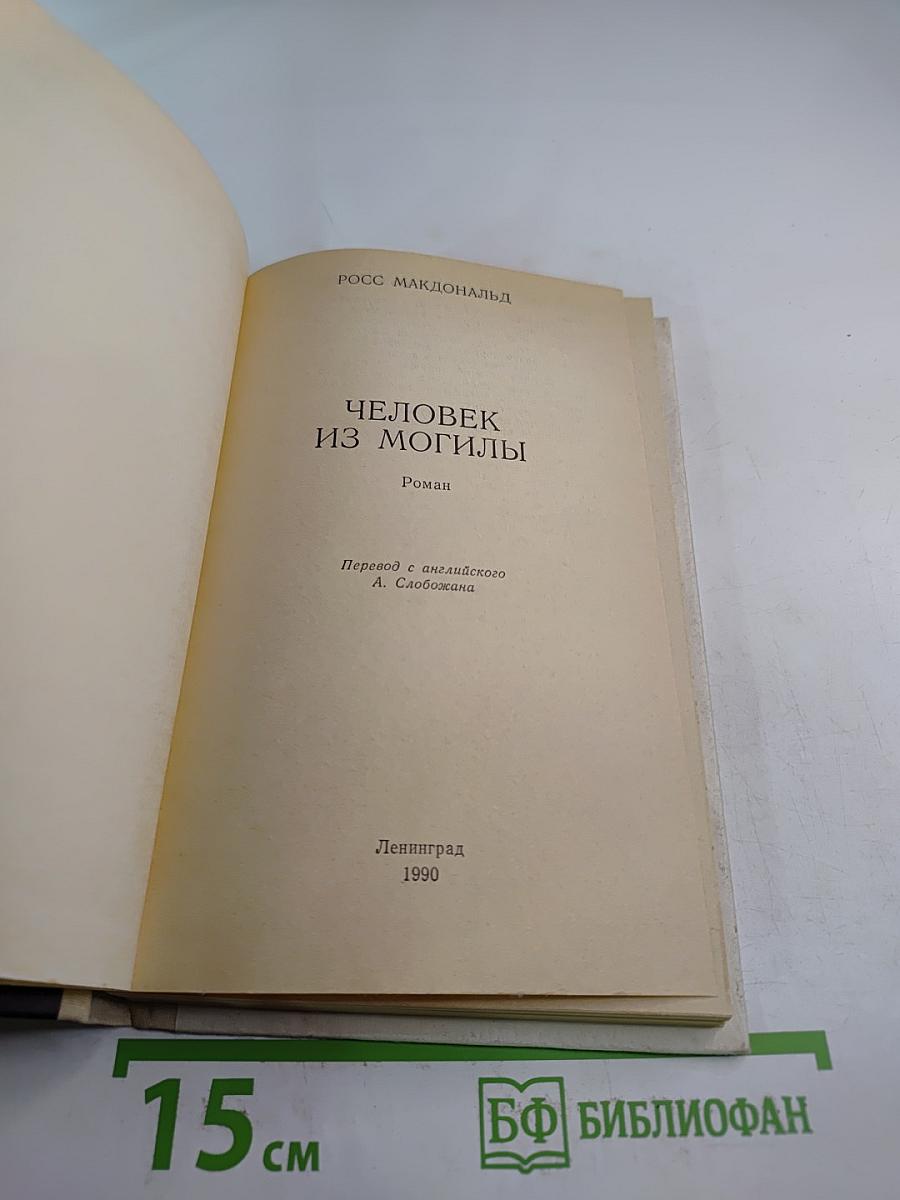 РОСС МАКДОНАЛЬД
ЧЕЛОВЕК
ИЗ МОГИЛЫ
Роман
Перевод с английского
А. Слобожана
Ленинград
1990
15 см
БФ БИБЛИОФАН